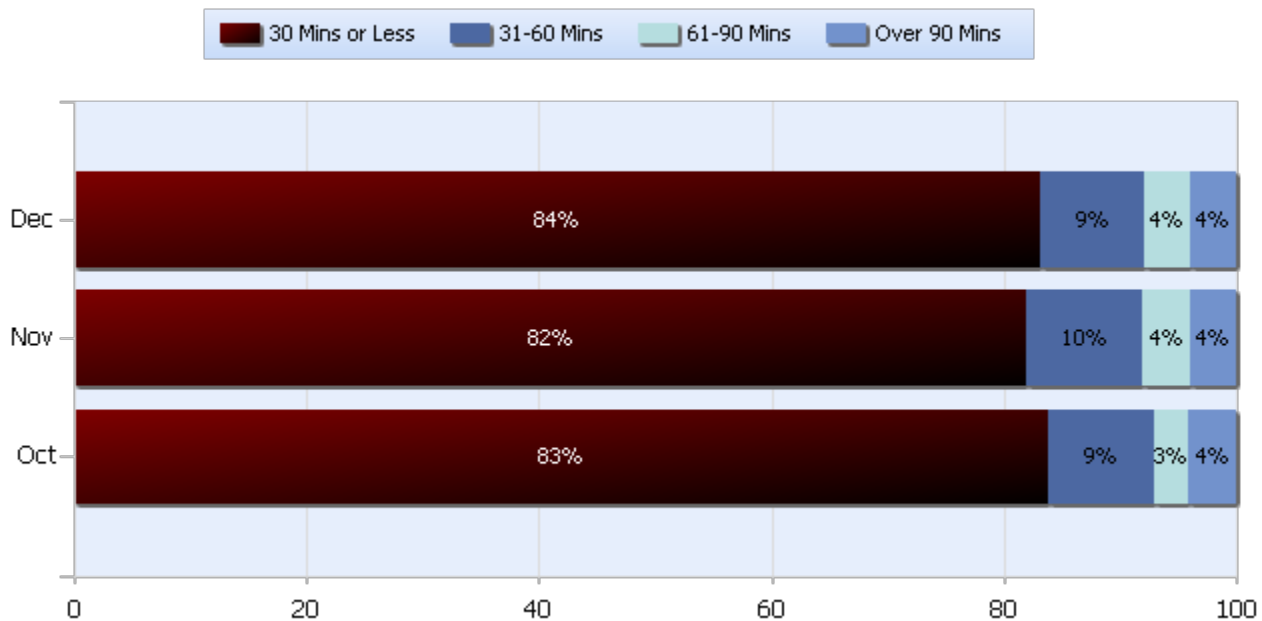 30 Mins or Less 31-60 Mins 61-90 Mins Over 90 Mins
Dec 84% 9% 4% 4%
Nov 82% 10% 4% 4%
Oct 83% 9% 3% 4%
0 20 40 60 80 100